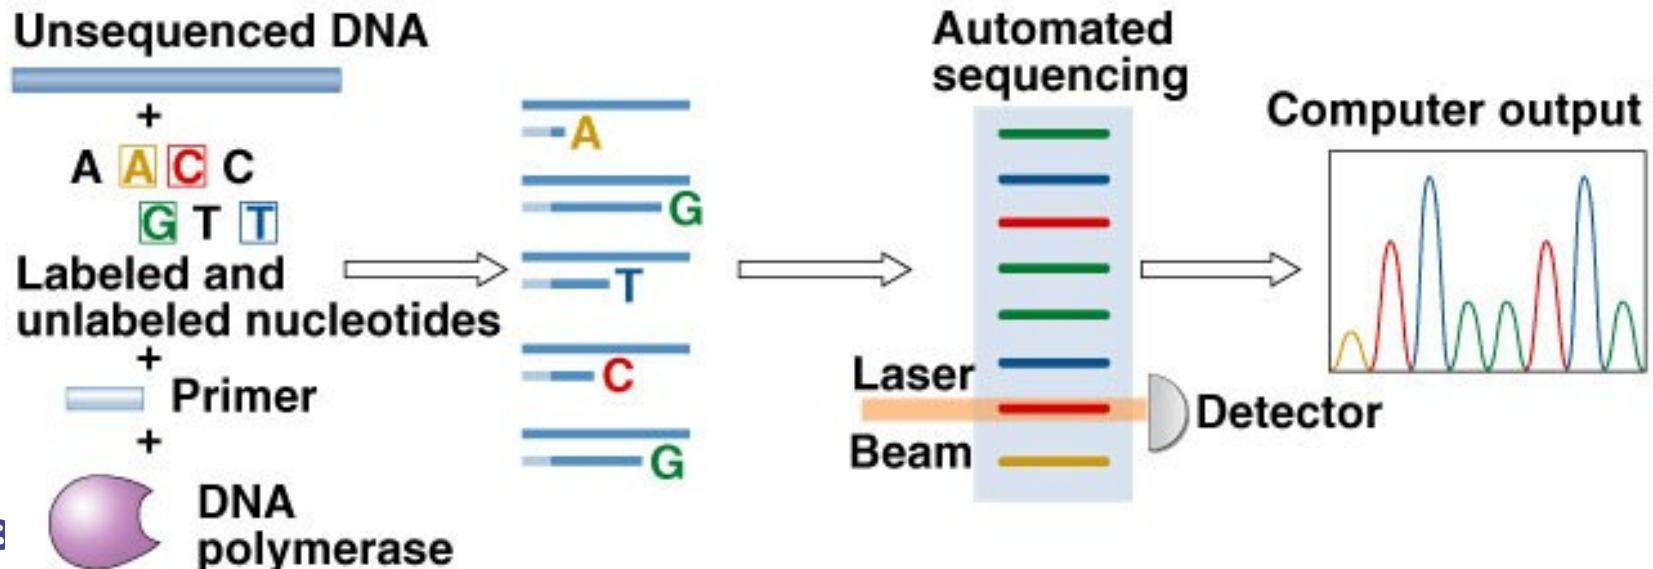 Unsequenced DNA
+
A A C C
G T T
Labeled and
unlabeled nucleotides
+
Primer
+
DNA
polymerase
A
G
T
C
G
Automated
sequencing
Laser
Beam
Detector
Computer output